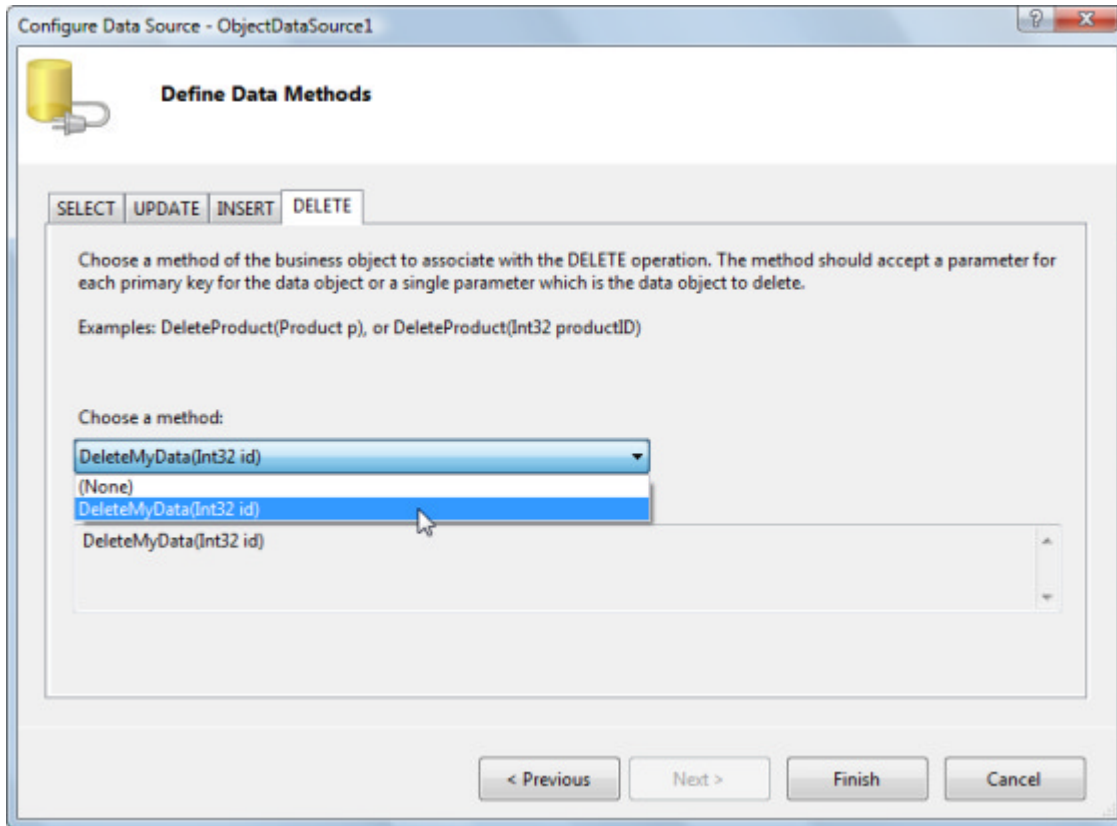 Configure Data Source - ObjectDataSource1
Define Data Methods
SELECT UPDATE INSERT DELETE
Choose a method of the business object to associate with the DELETE operation. The method should accept a parameter for
each primary key for the data object or a single parameter which is the data object to delete.
Examples: DeleteProduct(Product p), or DeleteProduct(Int32 productID)
Choose a method:
DeleteMyData(Int32 id)
(None)
DeleteMyData(Int32 id)
DeleteMyData(Int32 id)
< Previous Next > Finish Cancel